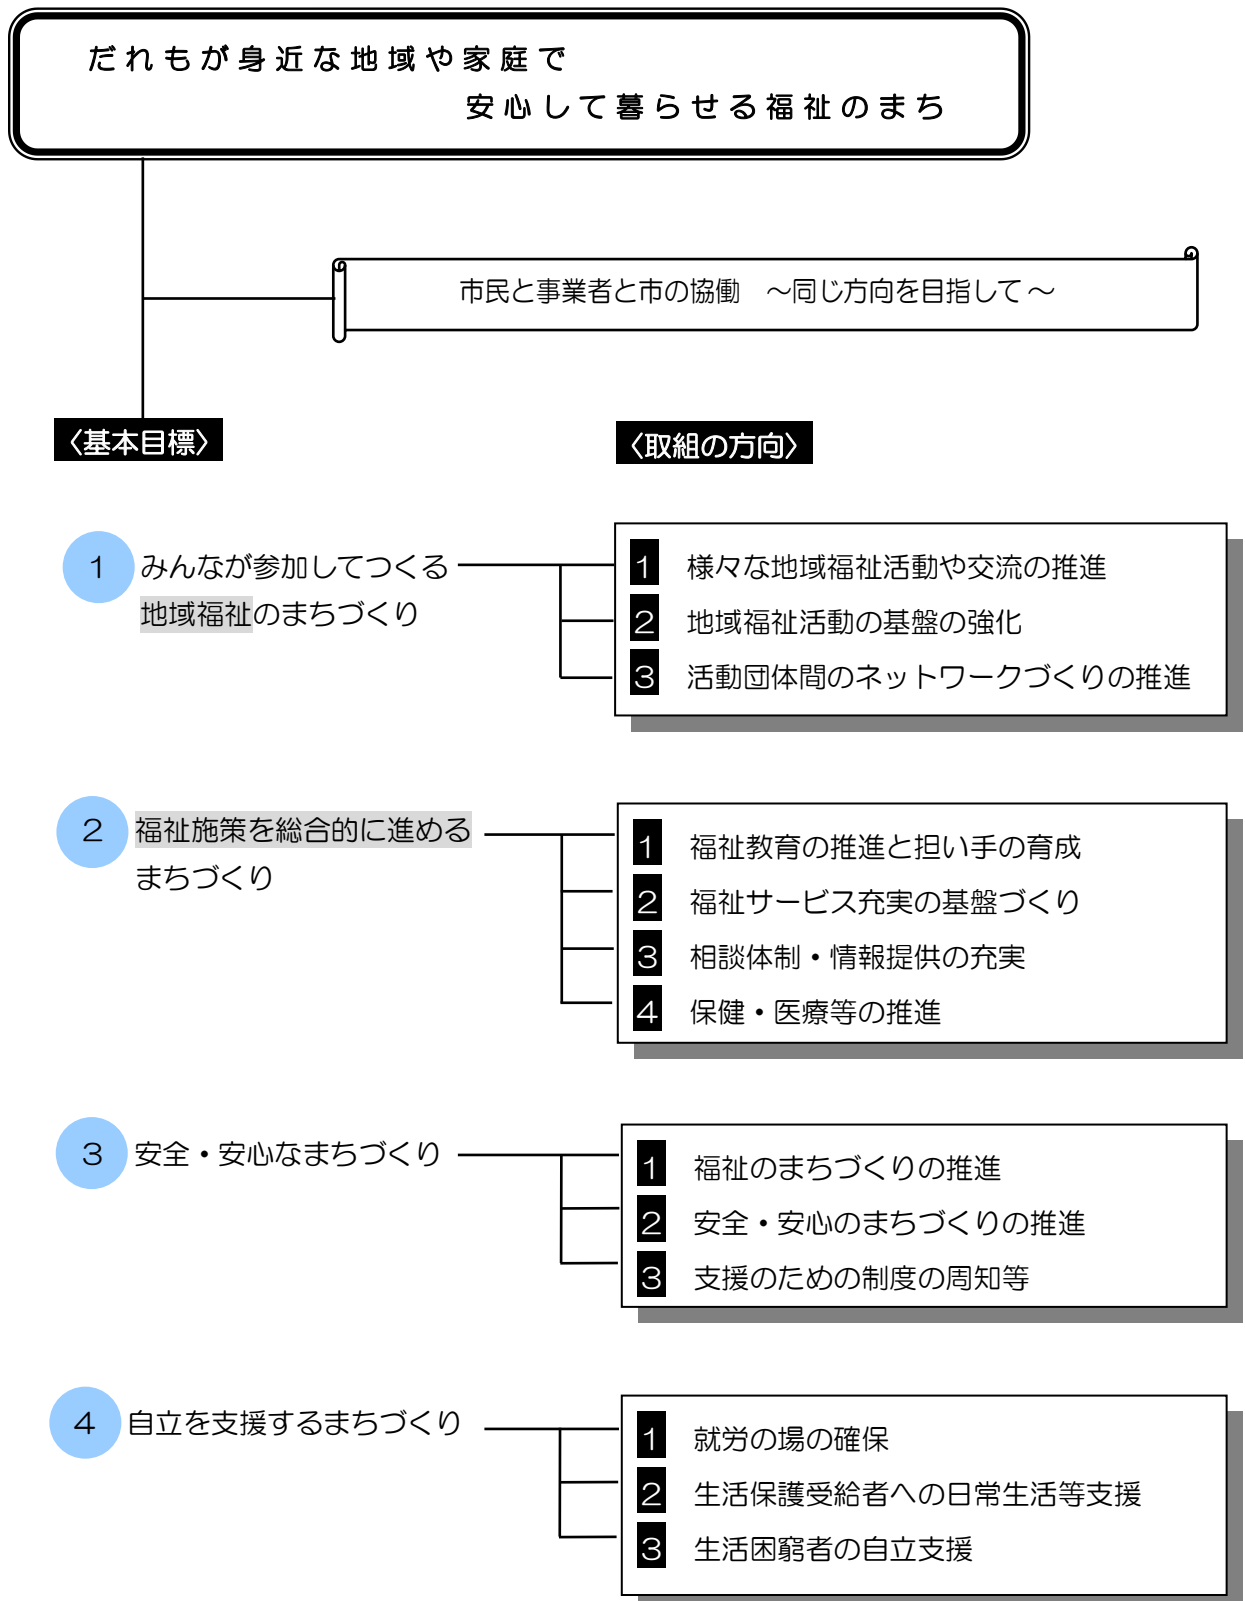 だれもが身近な地域や家庭で
安心して暮らせる福祉のまち
市民と事業者と市の協働　～同じ方向を目指して～
〈基本目標〉
〈取組の方向〉
1 みんなが参加してつくる
地域福祉のまちづくり
1 様々な地域福祉活動や交流の推進
2 地域福祉活動の基盤の強化
3 活動団体間のネットワークづくりの推進
2 福祉施策を総合的に進める
まちづくり
1 福祉教育の推進と担い手の育成
2 福祉サービス充実の基盤づくり
3 相談体制・情報提供の充実
4 保健・医療等の推進
3 安全・安心なまちづくり
1 福祉のまちづくりの推進
2 安全・安心のまちづくりの推進
3 支援のための制度の周知等
4 自立を支援するまちづくり
1 就労の場の確保
2 生活保護受給者への日常生活等支援
3 生活困窮者の自立支援